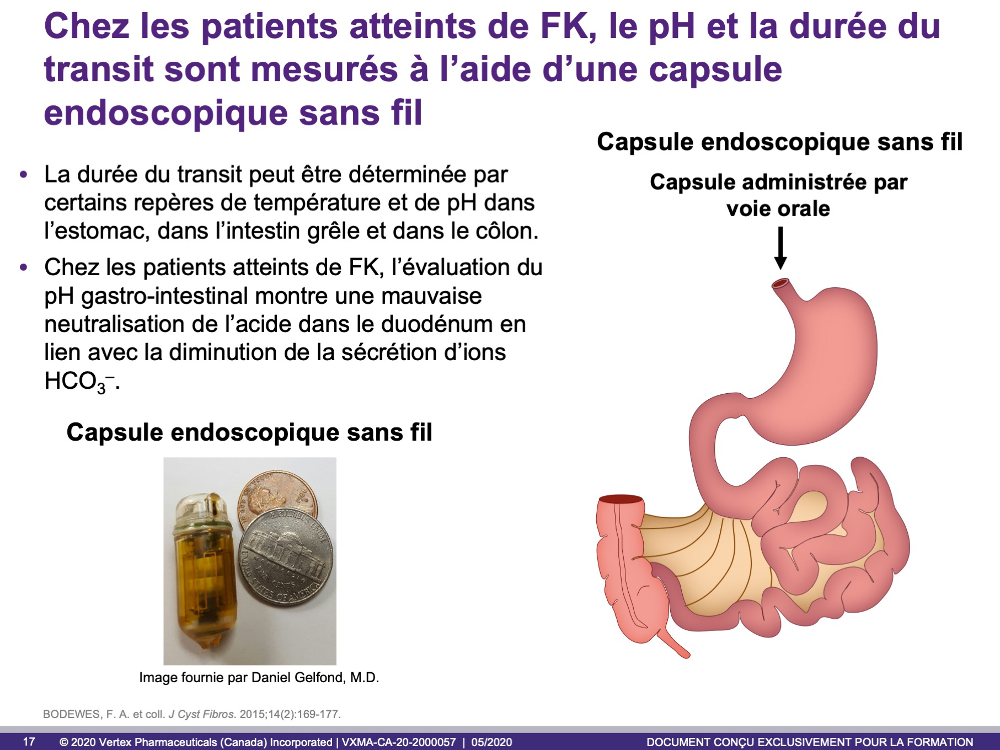 Chez les patients atteints de FK, le pH et la durée du
transit sont mesurés à l’aide d’une capsule
endoscopique sans fil
• La durée du transit peut être déterminée par
certains repères de température et de pH dans
l’estomac, dans l’intestin grêle et dans le côlon.
• Chez les patients atteints de FK, l’évaluation du
pH gastro-intestinal montre une mauvaise
neutralisation de l’acide dans le duodénum en
lien avec la diminution de la sécrétion d’ions
HCO₃⁻.
Capsule endoscopique sans fil
E PLURIBUS UNUM
MONTICELLO
FIVE CENTS
UNITED STATES OF AMERICA
Image fournie par Daniel Gelfond, M.D.
Capsule endoscopique sans fil
Capsule administrée par
voie orale
BODEWES, F. A. et coll. J Cyst Fibros. 2015;14(2):169-177.
17 © 2020 Vertex Pharmaceuticals (Canada) Incorporated | VXMA-CA-20-2000057 | 05/2020 DOCUMENT CONÇU EXCLUSIVEMENT POUR LA FORMATION